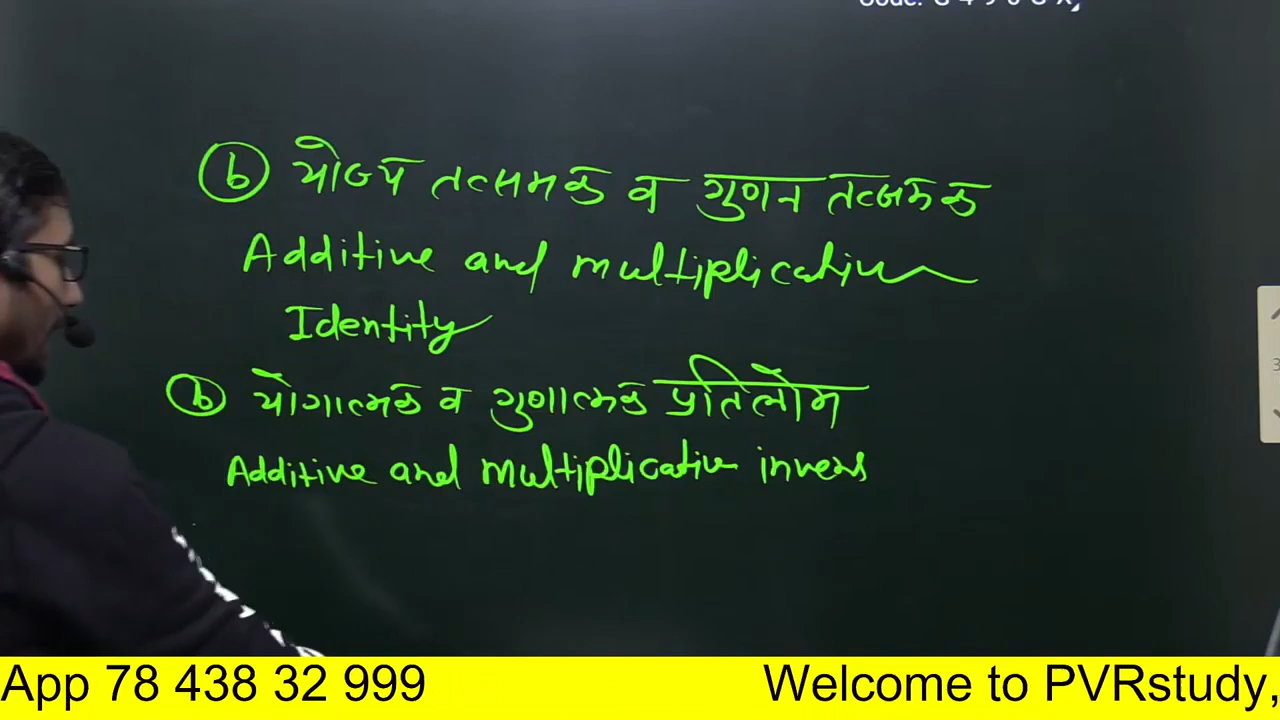 b योज्य तत्समक व गुणन तत्समक
Additive and multiplicative
Identity
b योगात्मक व गुणात्मक प्रतिलोम
Additive and multiplicative invers
App 78 438 32 999
Welcome to PVRstudy,